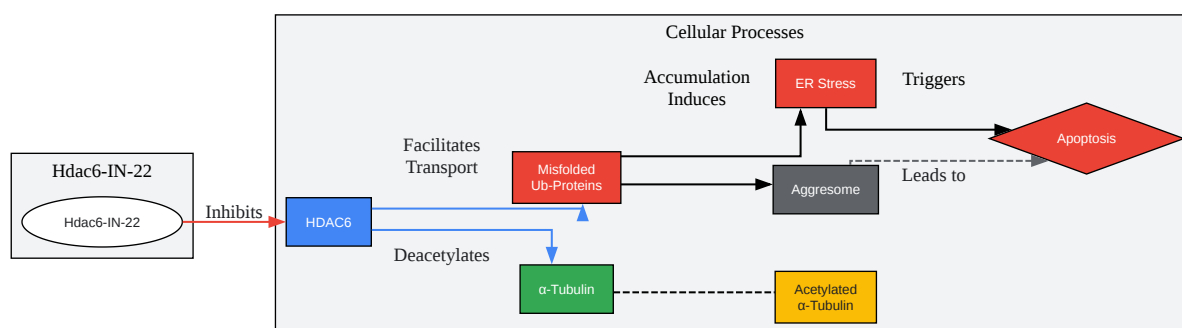 Cellular Processes
Accumulation
Induces
ER Stress
Triggers
Facilitates
Transport
Misfolded
Ub-Proteins
Aggresome
Leads to
Apoptosis
Hdac6-IN-22
Hdac6-IN-22
Inhibits
HDAC6
Deacetylates
α-Tubulin
Acetylated
α-Tubulin